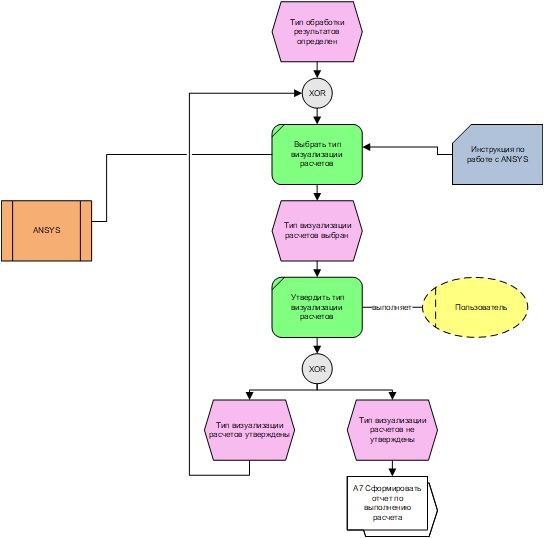 Тип обработки
результатов
определен
XOR
Выбрать тип
визуализации
расчетов
Инструкция по
работе с ANSYS
ANSYS
Тип визуализации
расчетов выбран
Утвердить тип
визуализации
расчетов
выполняет
Пользователь
XOR
Тип визуализации
расчетов утверждены
Тип визуализации
расчетов не
утверждены
А7 Сформировать
отчет по
выполнению
расчета